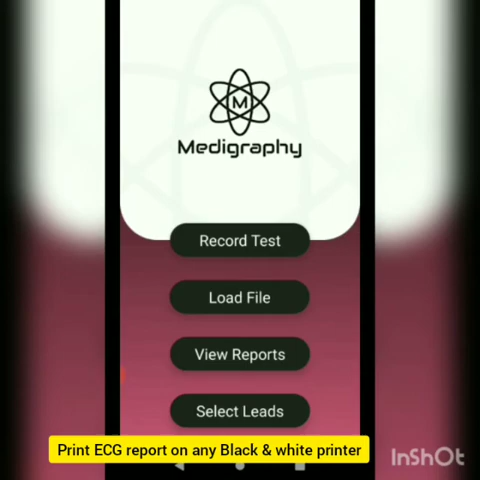 M
Medigraphy
Record Test
Load File
View Reports
Select Leads
Print ECG report on any Black & white printer
InShOt